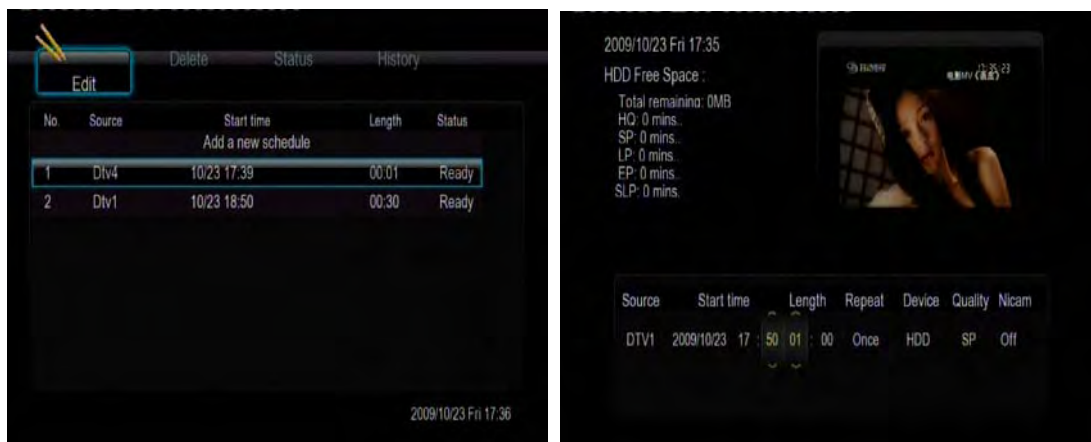 Edit Delete Status History
No. Source Start time Length Status
Add a new schedule
1 Dtv4 10/23 17:39 00:01 Ready
2 Dtv1 10/23 18:50 00:30 Ready
2009/10/23 Fri 17:36
2009/10/23 Fri 17:35
HDD Free Space :
Total remaining: 0MB
HQ: 0 mins..
SP: 0 mins..
LP: 0 mins..
EP: 0 mins..
SLP: 0 mins.
Source Start time Length Repeat Device Quality Nicam
DTV1 2009/10/23 17 : 50 01 : 00 Once HDD SP Off